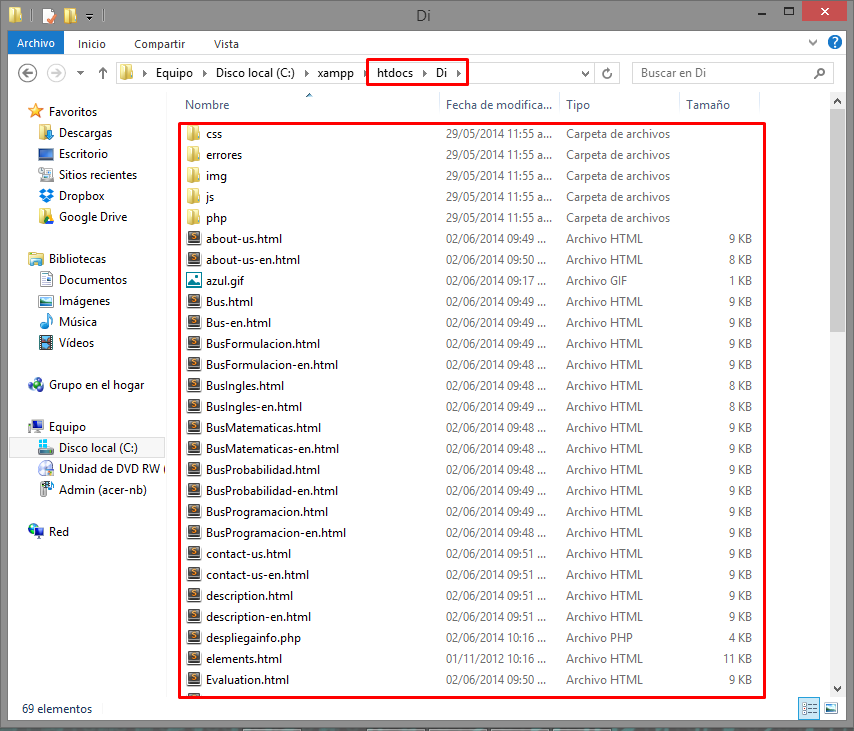 Di
Archivo Inicio Compartir Vista
Equipo Disco local (C:) xampp htdocs Di Buscar en Di
Nombre Fecha de modifica... Tipo Tamaño
Favoritos
Descargas
Escritorio
Sitios recientes
Dropbox
Google Drive
Bibliotecas
Documentos
Imágenes
Música
Vídeos
Grupo en el hogar
Equipo
Disco local (C:)
Unidad de DVD RW (
Admin (acer-nb)
Red
css 29/05/2014 11:55 a... Carpeta de archivos
errores 29/05/2014 11:55 a... Carpeta de archivos
img 29/05/2014 11:55 a... Carpeta de archivos
js 29/05/2014 11:55 a... Carpeta de archivos
php 29/05/2014 11:55 a... Carpeta de archivos
about-us.html 02/06/2014 09:49 ... Archivo HTML 9 KB
about-us-en.html 02/06/2014 09:50 ... Archivo HTML 8 KB
azul.gif 02/06/2014 09:17 ... Archivo GIF 1 KB
Bus.html 02/06/2014 09:49 ... Archivo HTML 9 KB
Bus-en.html 02/06/2014 09:49 ... Archivo HTML 9 KB
BusFormulacion.html 02/06/2014 09:49 ... Archivo HTML 9 KB
BusFormulacion-en.html 02/06/2014 09:48 ... Archivo HTML 9 KB
BusIngles.html 02/06/2014 09:48 ... Archivo HTML 8 KB
BusIngles-en.html 02/06/2014 09:49 ... Archivo HTML 8 KB
BusMatematicas.html 02/06/2014 09:48 ... Archivo HTML 9 KB
BusMatematicas-en.html 02/06/2014 09:48 ... Archivo HTML 9 KB
BusProbabilidad.html 02/06/2014 09:49 ... Archivo HTML 9 KB
BusProbabilidad-en.html 02/06/2014 09:49 ... Archivo HTML 9 KB
BusProgramacion.html 02/06/2014 09:49 ... Archivo HTML 9 KB
BusProgramacion-en.html 02/06/2014 09:48 ... Archivo HTML 9 KB
contact-us.html 02/06/2014 09:51 ... Archivo HTML 9 KB
contact-us-en.html 02/06/2014 09:51 ... Archivo HTML 9 KB
description.html 02/06/2014 09:51 ... Archivo HTML 9 KB
description-en.html 02/06/2014 09:51 ... Archivo HTML 9 KB
despliegainfo.php 02/06/2014 10:16 ... Archivo PHP 4 KB
elements.html 01/11/2012 10:16 ... Archivo HTML 11 KB
Evaluation.html 02/06/2014 09:50 ... Archivo HTML 9 KB
69 elementos